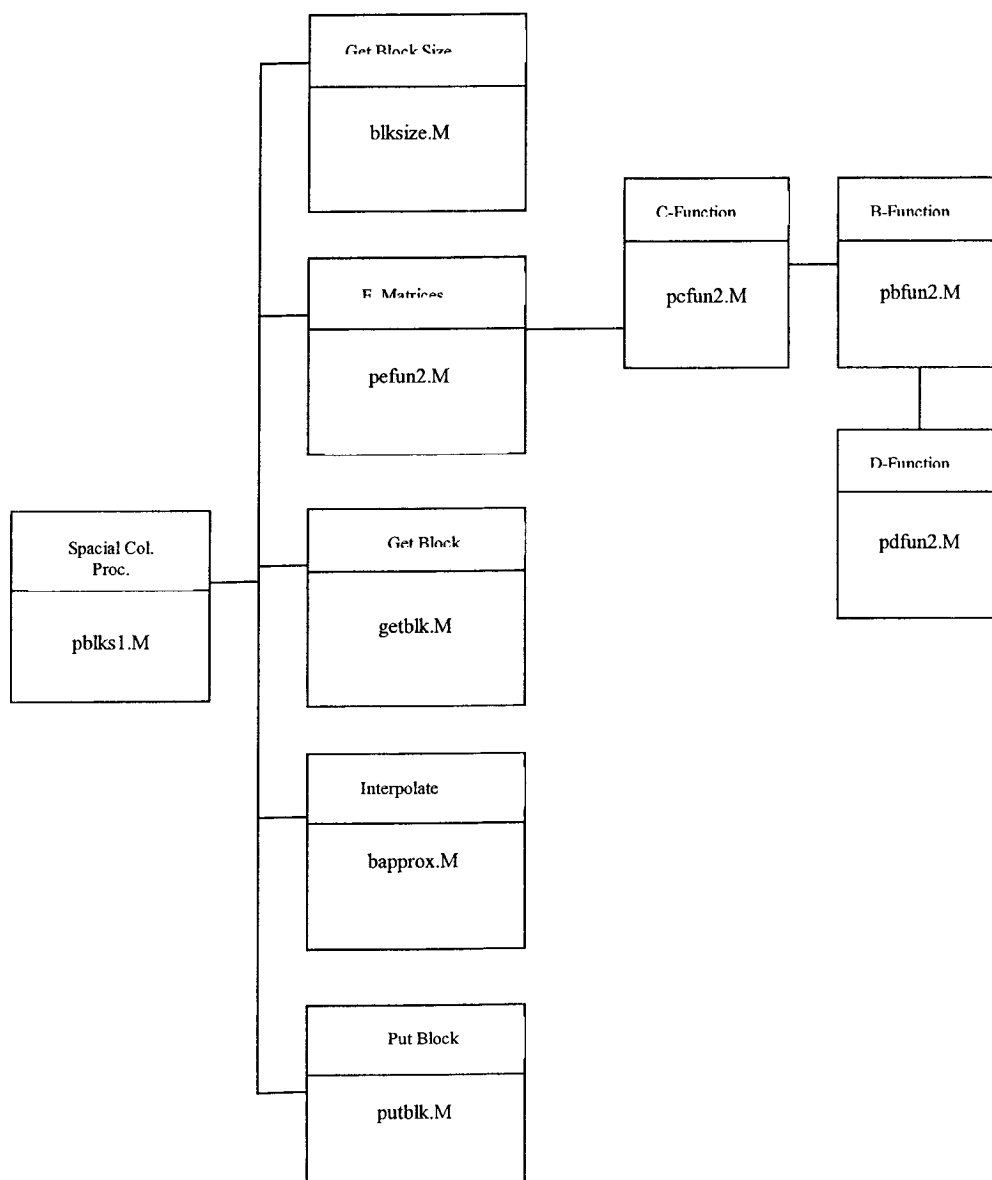 Get Block Size
blksize.M
C-Function
pcfun2.M
B-Function
pbfun2.M
E Matrices
pefun2.M
D-Function
pdfun2.M
Get Block
getblk.M
Spacial Col.
Proc.
pblks1.M
Interpolate
bapprox.M
Put Block
putblk.M